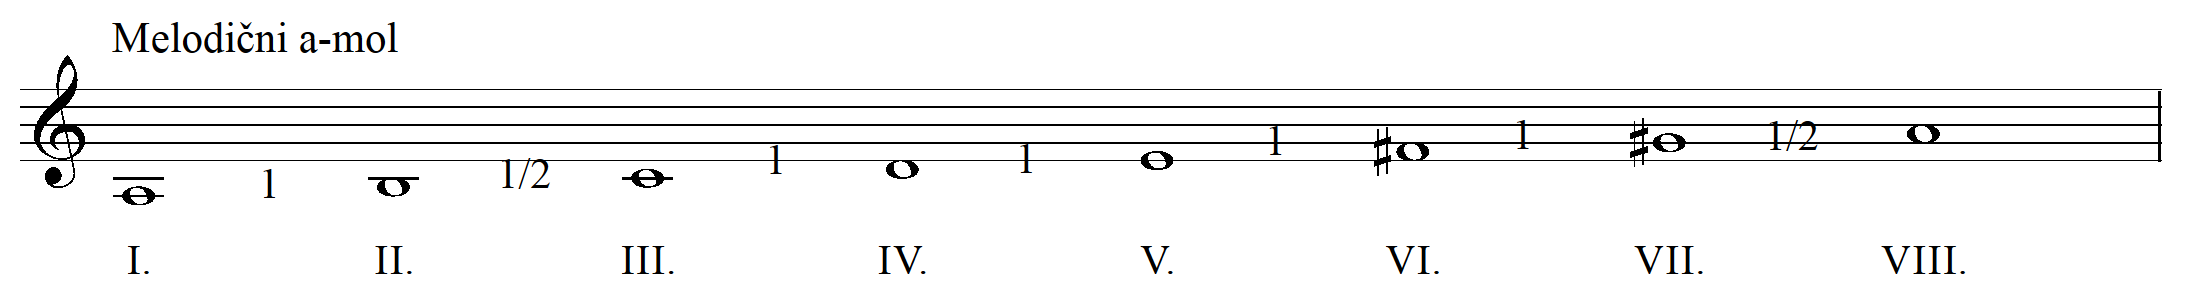 Melodični a-mol
1 1/2 1 1 1 1 1/2
I. II. III. IV. V. VI. VII. VIII.